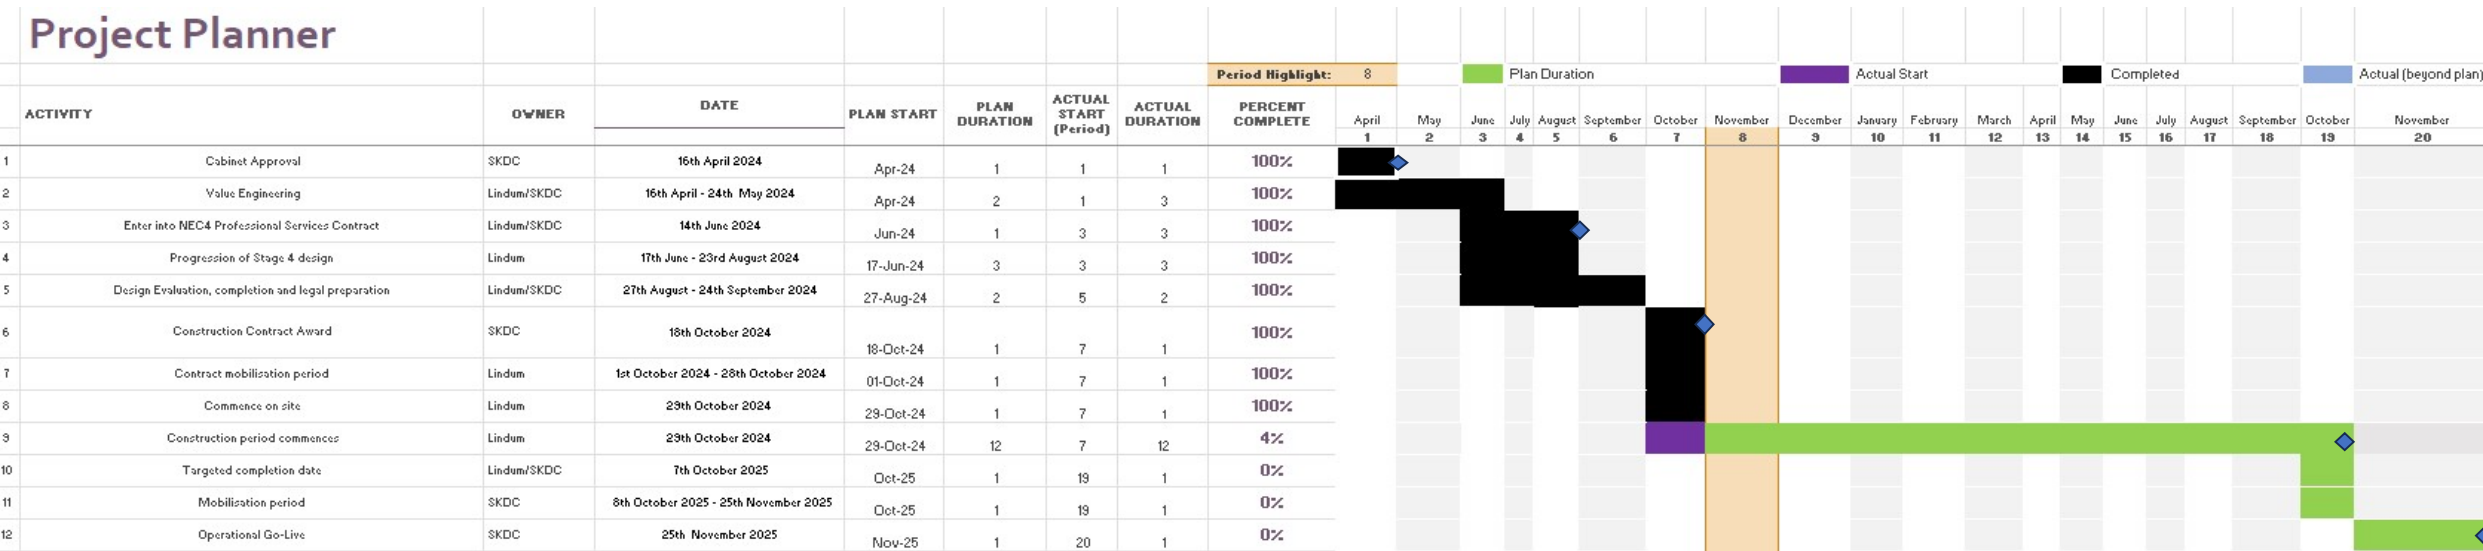 Project Planner
Period Highlight: 8 Plan Duration Actual Start Completed Actual (beyond plan)
ACTIVITY OWNER DATE PLAN START PLAN DURATION ACTUAL START (Period) ACTUAL DURATION PERCENT COMPLETE April May June July August September October November December January February March April May June July August September October November
1 2 3 4 5 6 7 8 9 10 11 12 13 14 15 16 17 18 19 20
1 Cabinet Approval SKDC 16th April 2024 Apr-24 1 1 1 100%
2 Value Engineering Lindum/SKDC 16th April - 24th May 2024 Apr-24 2 1 3 100%
3 Enter into NEC4 Professional Services Contract Lindum/SKDC 14th June 2024 Jun-24 1 3 3 100%
4 Progression of Stage 4 design Lindum 17th June - 23rd August 2024 17-Jun-24 3 3 3 100%
5 Design Evaluation, completion and legal preparation Lindum/SKDC 27th August - 24th September 2024 27-Aug-24 2 5 2 100%
6 Construction Contract Award SKDC 18th October 2024 18-Oct-24 1 7 1 100%
7 Contract mobilisation period Lindum 1st October 2024 - 28th October 2024 01-Oct-24 1 7 1 100%
8 Commence on site Lindum 29th October 2024 29-Oct-24 1 7 1 100%
9 Construction period commences Lindum 29th October 2024 29-Oct-24 12 7 12 4%
10 Targeted completion date Lindum/SKDC 7th October 2025 Oct-25 1 19 1 0%
11 Mobilisation period SKDC 8th October 2025 - 25th November 2025 Oct-25 1 19 1 0%
12 Operational Go-Live SKDC 25th November 2025 Nov-25 1 20 1 0%